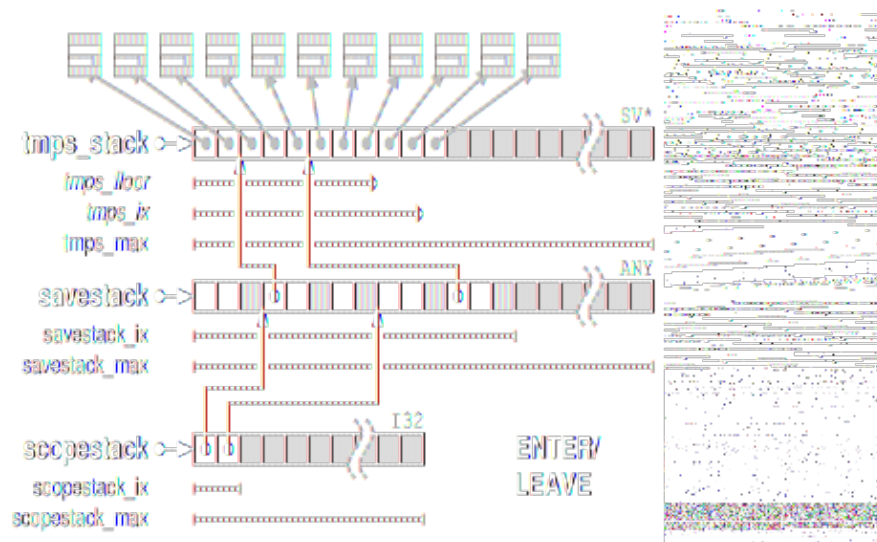 SV*
tmps_stack
tmps_floor
tmps_ix
tmps_max
ANY
savestack
savestack_ix
savestack_max
I32
scopestack
ENTER/
LEAVE
scopestack_ix
scopestack_max